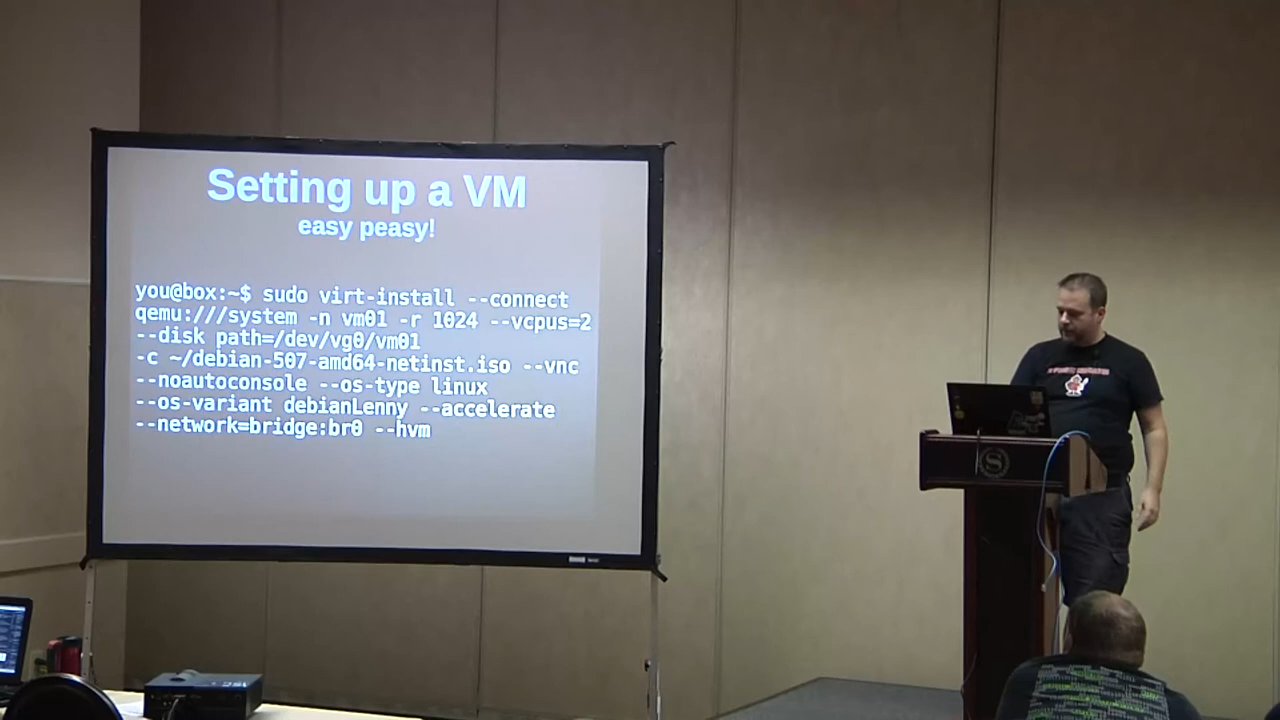 Setting up a VM
easy peasy!
you@box:~$ sudo virt-install --connect
qemu:///system -n vm01 -r 1024 --vcpus=2
--disk path=/dev/vg0/vm01
-c ~/debian-507-amd64-netinst.iso --vnc
--noautoconsole --os-type linux
--os-variant debianLenny --accelerate
--network=bridge:br0 --hvm
S